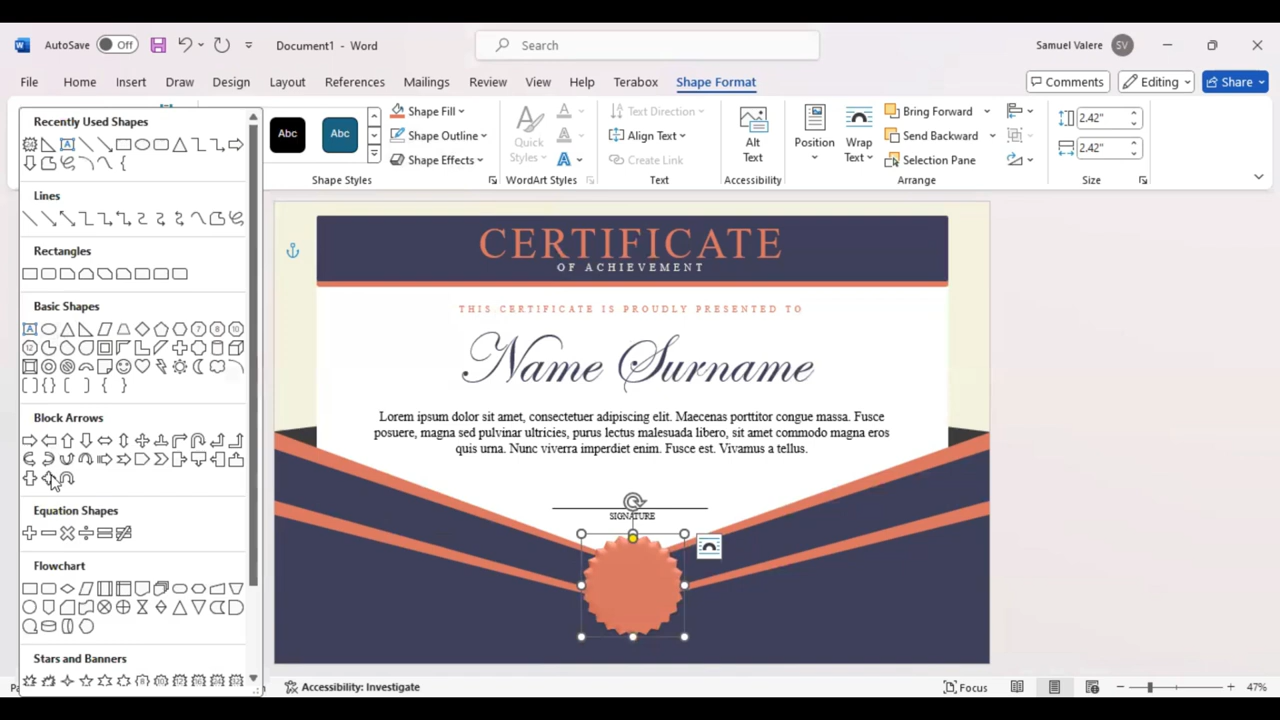 AutoSave Off Document1 - Word Search Samuel Valere SV
File Home Insert Draw Design Layout References Mailings Review View Help Terabox Shape Format Comments Editing Share
Recently Used Shapes
Lines
Rectangles
Basic Shapes
Block Arrows
Equation Shapes
Flowchart
Stars and Banners
Abc Abc
Shape Fill
Shape Outline
Shape Effects
Shape Styles
Quick
Styles
WordArt Styles
Text Direction
Align Text
Create Link
Text
Alt
Text
Accessibility
Position
Wrap
Text
Bring Forward
Send Backward
Selection Pane
Arrange
2.42"
2.42"
Size
CERTIFICATE
OF ACHIEVEMENT
THIS CERTIFICATE IS PROUDLY PRESENTED TO
Name Surname
Lorem ipsum dolor sit amet, consectetuer adipiscing elit. Maecenas porttitor congue massa. Fusce
posuere, magna sed pulvinar ultricies, purus lectus malesuada libero, sit amet commodo magna eros
quis urna. Nunc viverra imperdiet enim. Fusce est. Vivamus a tellus.
SIGNATURE
Accessibility: Investigate Focus 47%